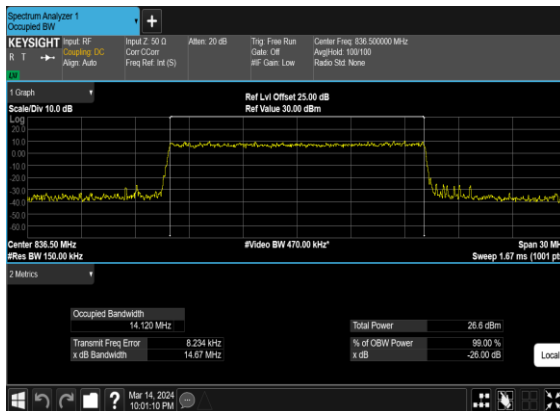 Spectrum Analyzer 1
Occupied BW
KEYSIGHT Input: RF Input Z: 50 Ω Atten: 20 dB Trig: Free Run Center Freq: 836.500000 MHz
R T Coupling: DC Corr CCorr Gate: Off Avg|Hold: 100/100
Align: Auto Freq Ref: Int (S) #IF Gain: Low Radio Std: None
1 Graph
Ref Lvl Offset 25.00 dB
Scale/Div 10.0 dB Ref Value 30.00 dBm
Log
20.0
10.0
0.00
-10.0
-20.0
-30.0
-40.0
-50.0
-60.0
Center 836.50 MHz #Video BW 470.00 kHz* Span 30 MH
#Res BW 150.00 kHz Sweep 1.67 ms (1001 pt
2 Metrics
Occupied Bandwidth
14.120 MHz Total Power 26.6 dBm
Transmit Freq Error 8.234 kHz % of OBW Power 99.00 %
x dB Bandwidth 14.67 MHz x dB -26.00 dB
Local
Mar 14, 2024
10:01:10 PM